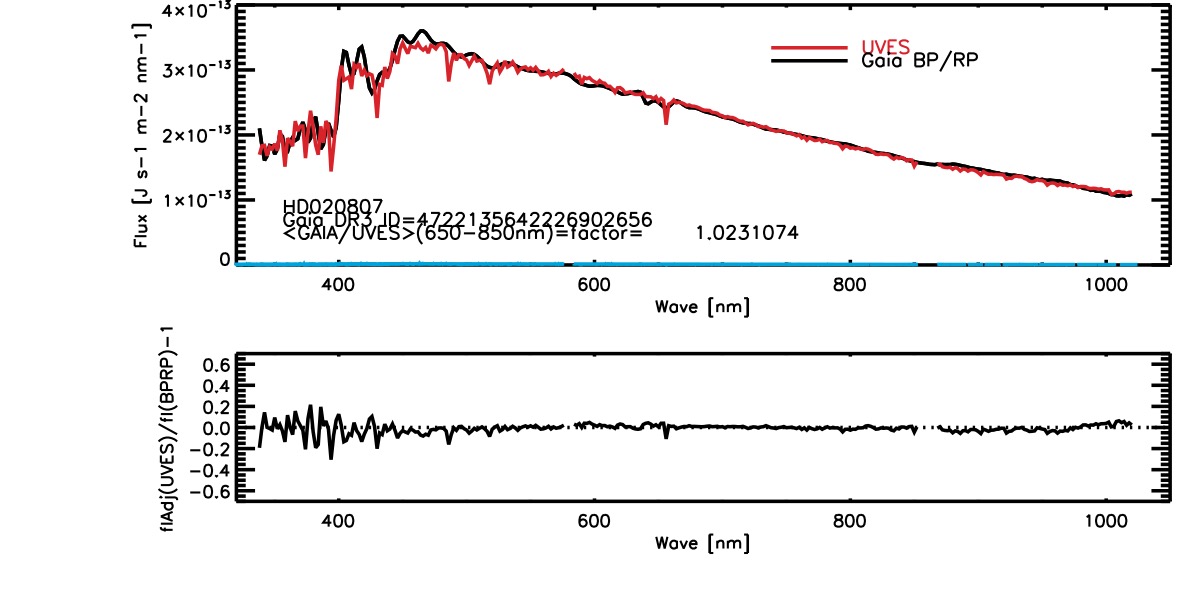 4×10−13
3×10−13
2×10−13
1×10−13
0
Flux [J s−1 m−2 nm−1]
UVES
Gaia BP/RP
HD020807
Gaia DR3 ID=4722135642226902656
<GAIA/UVES>(650−850nm)=factor= 1.0231074
400 600 800 1000
Wave [nm]
flAdj(UVES)/fl(BPRP)−1
0.6
0.4
0.2
0.0
−0.2
−0.4
−0.6
400 600 800 1000
Wave [nm]